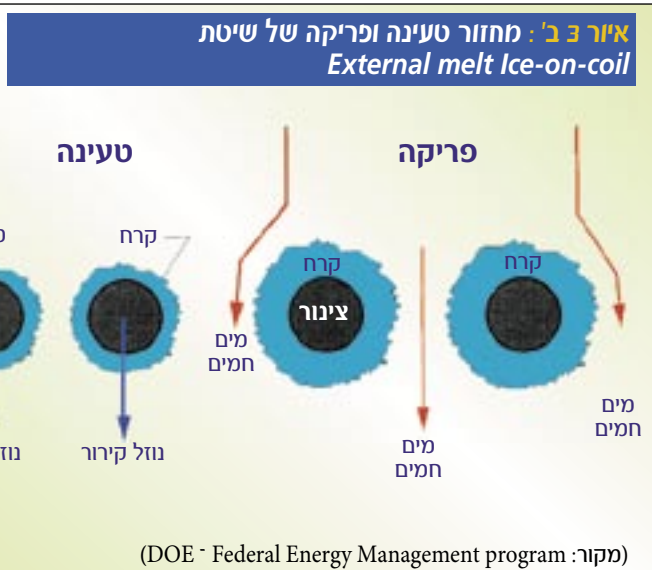 איור 3 ב' : מחזור טעינה ופריקה של שיטת
External melt Ice-on-coil
פריקה
טעינה
קרח
קרח
קרח
צינור
מים
חמים
מים
חמים
מים
חמים
נוזל קירור
(מקור: DOE - Federal Energy Management program)